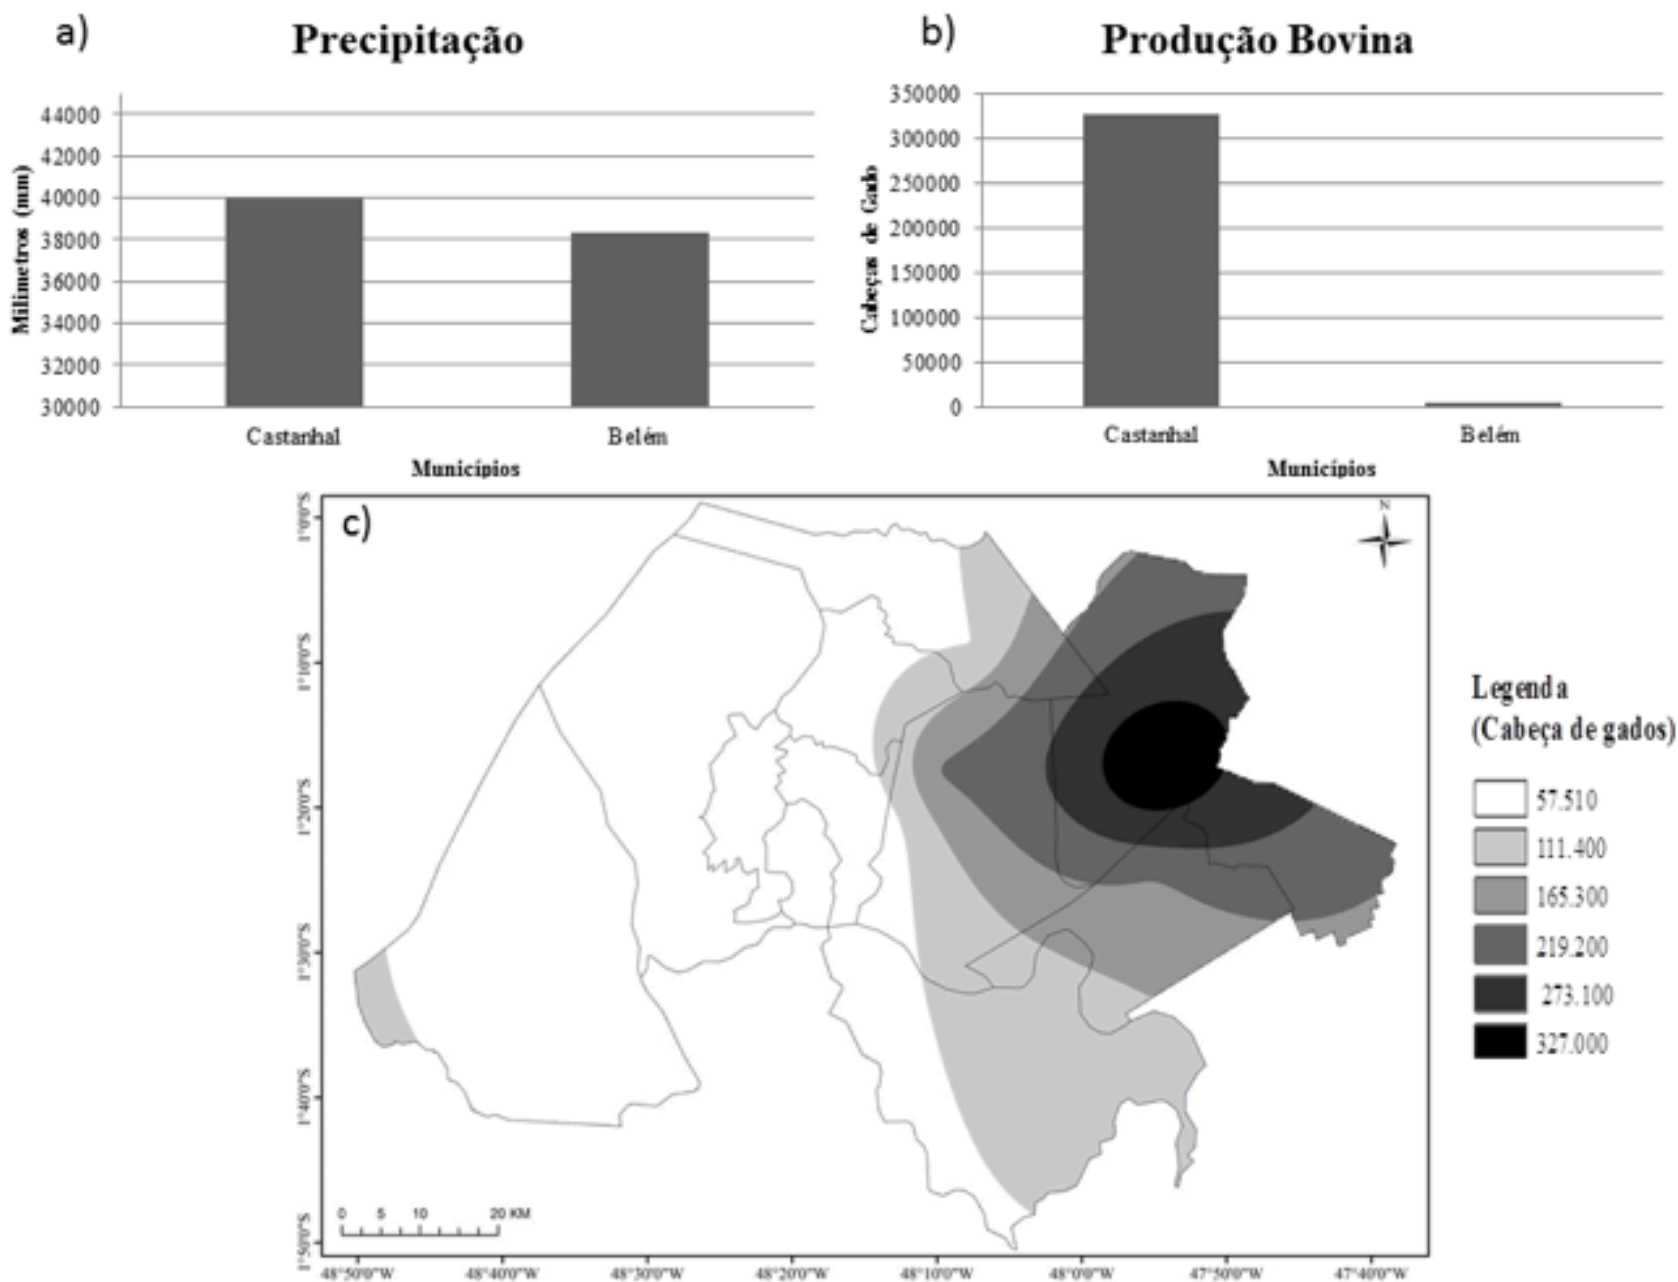 a)
Precipitação
44000
42000
40000
38000
36000
34000
32000
30000
Milimetros (mm)
Castanhal
Belém
Municípios
b)
Produção Bovina
350000
300000
250000
200000
150000
100000
50000
0
Cabeças de Gado
Castanhal
Belém
Municípios
c)
N
1°0'0"S
1°10'0"S
1°20'0"S
1°30'0"S
1°40'0"S
1°50'0"S
0 5 10 20 KM
48°50'0"W
48°40'0"W
48°30'0"W
48°20'0"W
48°10'0"W
48°0'0"W
47°50'0"W
47°40'0"W
Legenda
(Cabeça de gados)
57.510
111.400
165.300
219.200
273.100
327.000